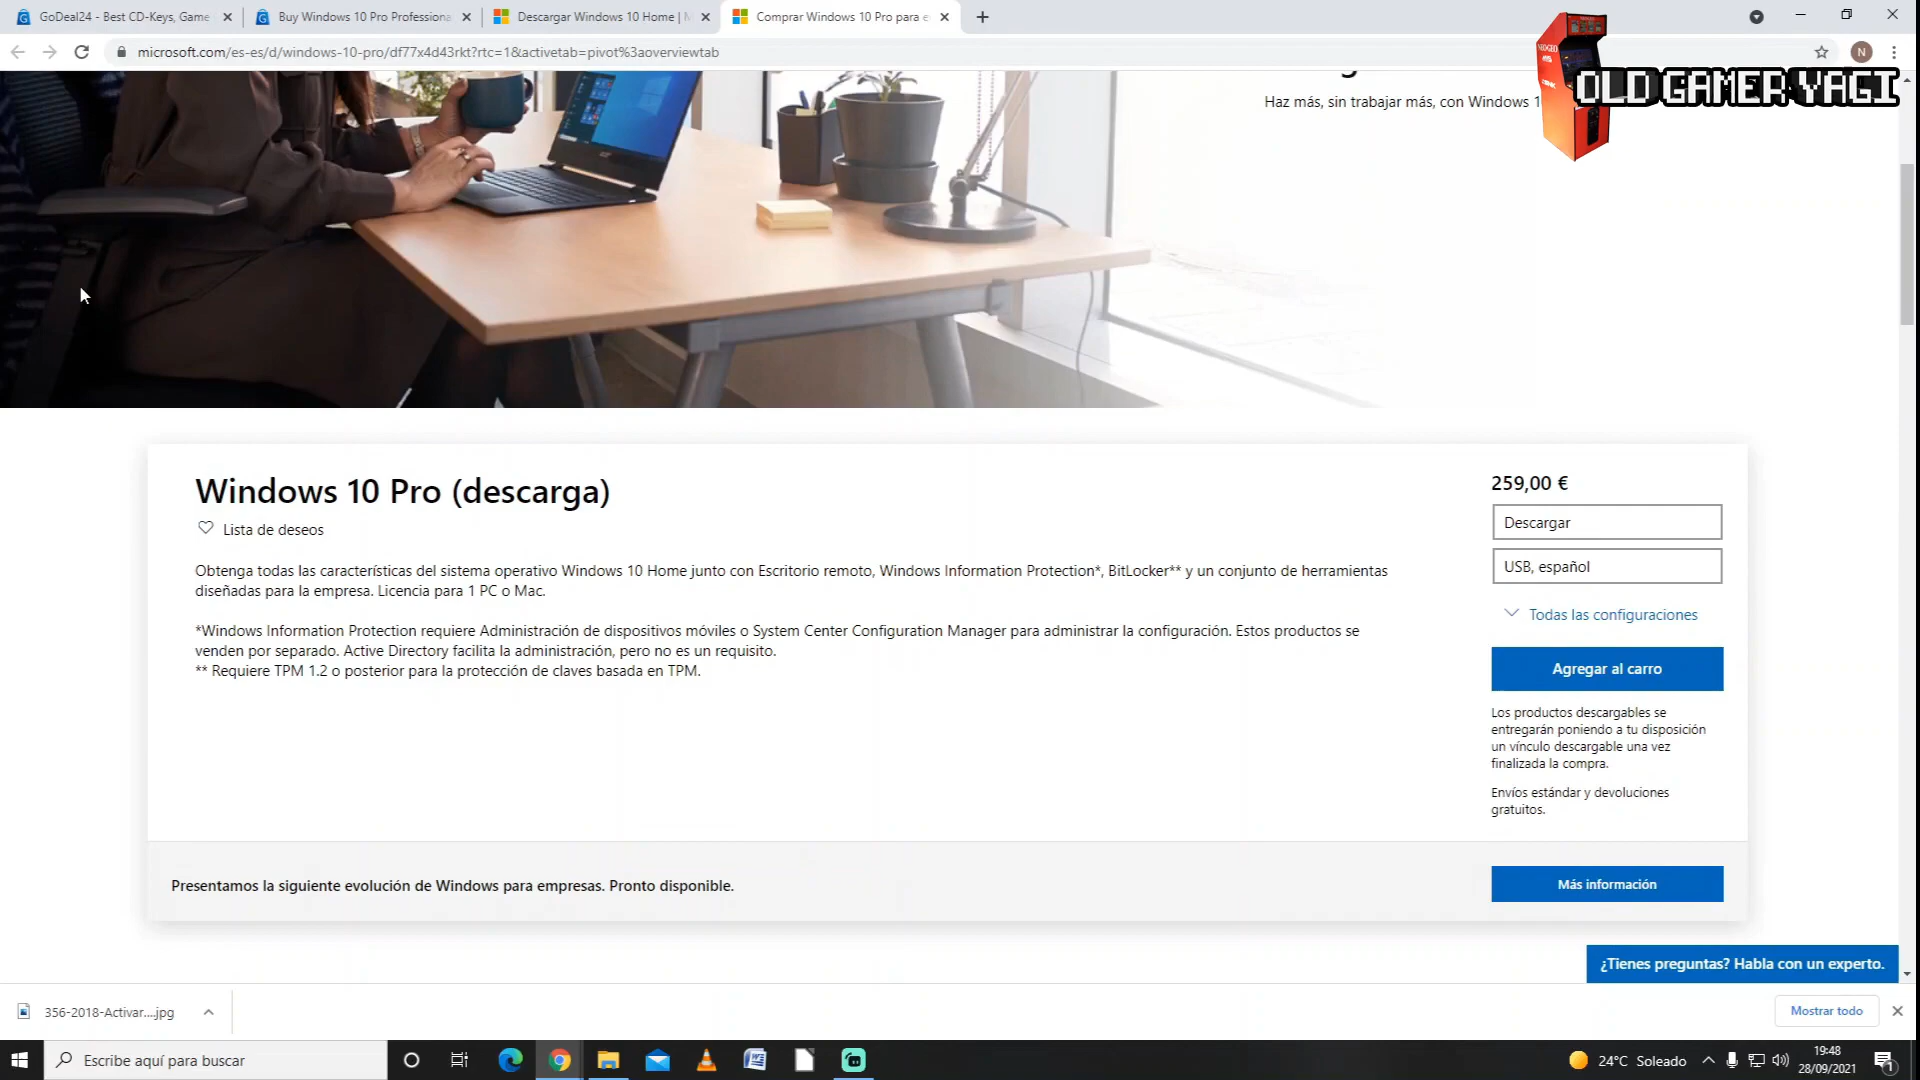 GoDeal24 - Best CD-Keys, Game
Buy Windows 10 Pro Professiona
Descargar Windows 10 Home | M
Comprar Windows 10 Pro para e
microsoft.com/es-es/d/windows-10-pro/df77x4d43rkt?rtc=1&activetab=pivot%3aoverviewtab
N
OLD GAMER YAGI
Haz más, sin trabajar más, con Windows 1
Windows 10 Pro (descarga)
Lista de deseos
Obtenga todas las características del sistema operativo Windows 10 Home junto con Escritorio remoto, Windows Information Protection*, BitLocker** y un conjunto de herramientas
diseñadas para la empresa. Licencia para 1 PC o Mac.
*Windows Information Protection requiere Administración de dispositivos móviles o System Center Configuration Manager para administrar la configuración. Estos productos se
venden por separado. Active Directory facilita la administración, pero no es un requisito.
** Requiere TPM 1.2 o posterior para la protección de claves basada en TPM.
259,00 €
Descargar
USB, español
Todas las configuraciones
Agregar al carro
Los productos descargables se
entregarán poniendo a tu disposición
un vínculo descargable una vez
finalizada la compra.
Envíos estándar y devoluciones
gratuitos.
Presentamos la siguiente evolución de Windows para empresas. Pronto disponible.
Más información
¿Tienes preguntas? Habla con un experto.
356-2018-Activar....jpg
Mostrar todo
Escribe aquí para buscar
24°C Soleado
19:48
28/09/2021
1